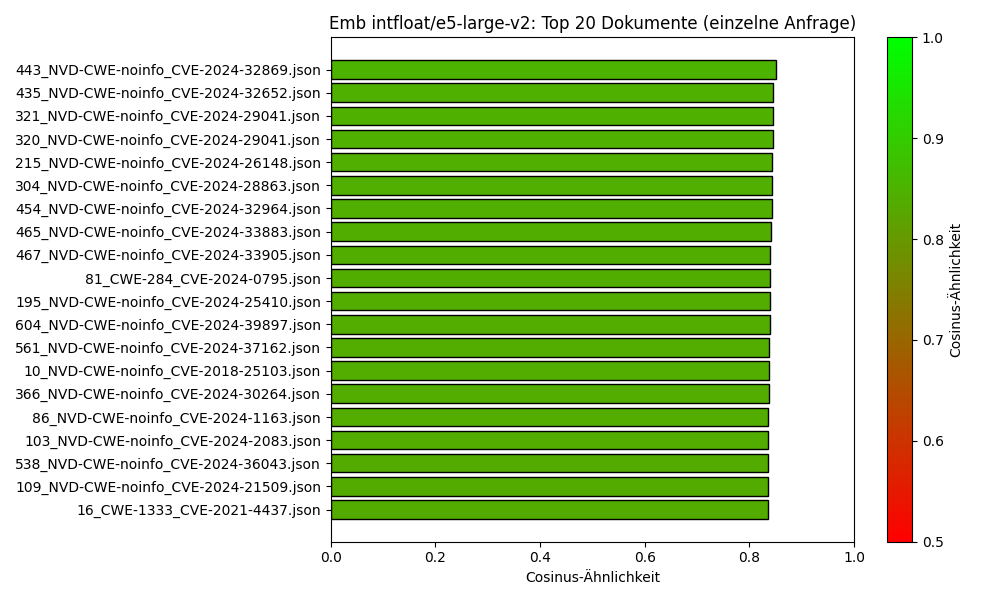 Emb intfloat/e5-large-v2: Top 20 Dokumente (einzelne Anfrage)
443_NVD-CWE-noinfo_CVE-2024-32869.json
435_NVD-CWE-noinfo_CVE-2024-32652.json
321_NVD-CWE-noinfo_CVE-2024-29041.json
320_NVD-CWE-noinfo_CVE-2024-29041.json
215_NVD-CWE-noinfo_CVE-2024-26148.json
304_NVD-CWE-noinfo_CVE-2024-28863.json
454_NVD-CWE-noinfo_CVE-2024-32964.json
465_NVD-CWE-noinfo_CVE-2024-33883.json
467_NVD-CWE-noinfo_CVE-2024-33905.json
81_CWE-284_CVE-2024-0795.json
195_NVD-CWE-noinfo_CVE-2024-25410.json
604_NVD-CWE-noinfo_CVE-2024-39897.json
561_NVD-CWE-noinfo_CVE-2024-37162.json
10_NVD-CWE-noinfo_CVE-2018-25103.json
366_NVD-CWE-noinfo_CVE-2024-30264.json
86_NVD-CWE-noinfo_CVE-2024-1163.json
103_NVD-CWE-noinfo_CVE-2024-2083.json
538_NVD-CWE-noinfo_CVE-2024-36043.json
109_NVD-CWE-noinfo_CVE-2024-21509.json
16_CWE-1333_CVE-2021-4437.json
0.0 0.2 0.4 0.6 0.8 1.0
Cosinus-Ähnlichkeit
1.0
0.9
0.8
0.7
0.6
0.5
Cosinus-Ähnlichkeit